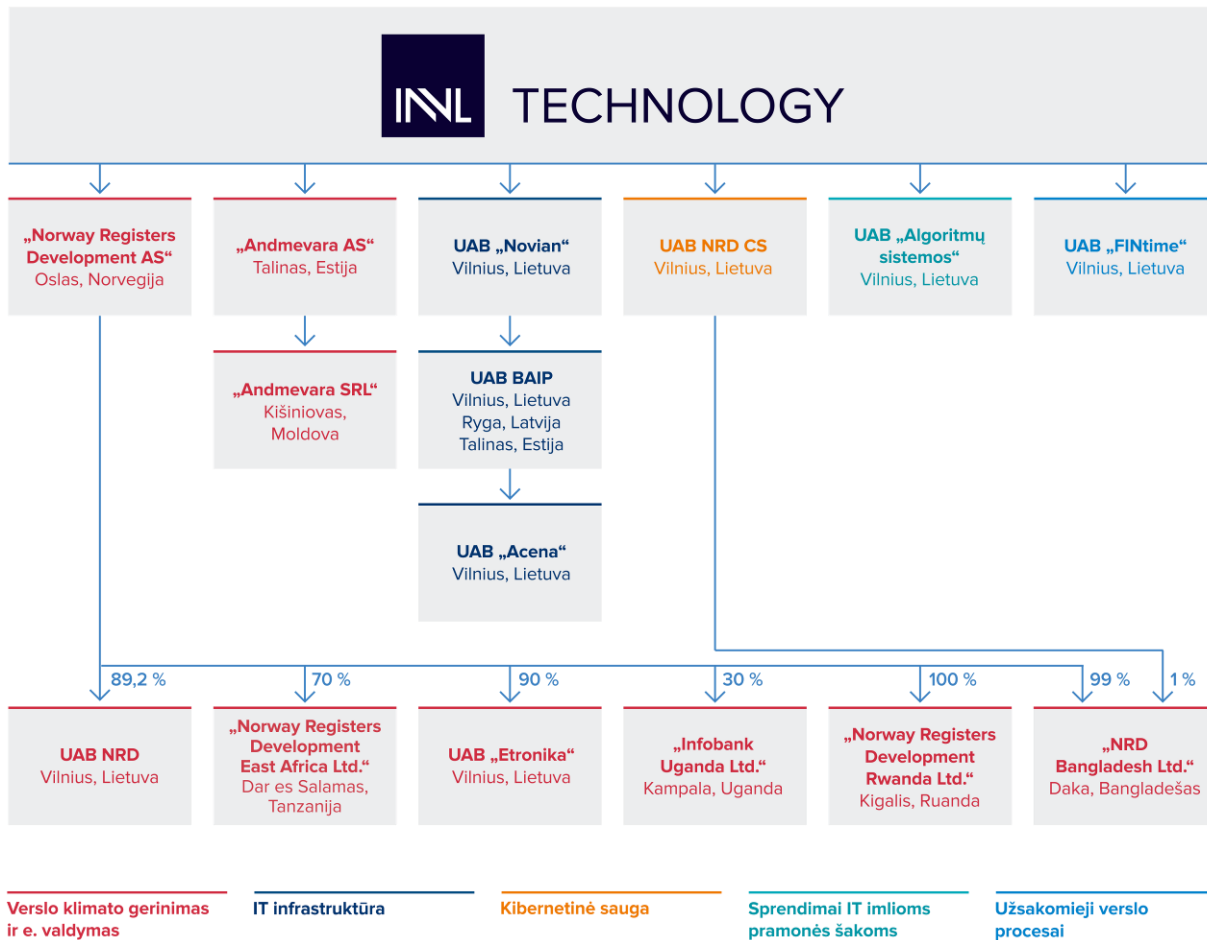 INVL TECHNOLOGY
„Norway Registers
Development AS“
Oslas, Norvegija
„Andmevara AS“
Talinas, Estija
UAB „Novian“
Vilnius, Lietuva
UAB NRD CS
Vilnius, Lietuva
UAB „Algoritmų
sistemos“
Vilnius, Lietuva
UAB „FINtime“
Vilnius, Lietuva
„Andmevara SRL“
Kišiniovas,
Moldova
UAB BAIP
Vilnius, Lietuva
Ryga, Latvija
Talinas, Estija
UAB „Acena“
Vilnius, Lietuva
89,2 %
70 %
90 %
30 %
100 %
99 %
1 %
UAB NRD
Vilnius, Lietuva
„Norway Registers
Development
East Africa Ltd.“
Dar es Salamas,
Tanzanija
UAB „Etronika“
Vilnius, Lietuva
„Infobank
Uganda Ltd.“
Kampala, Uganda
„Norway Registers
Development
Rwanda Ltd.“
Kigalis, Ruanda
„NRD
Bangladesh Ltd.“
Daka, Bangladešas
Verslo klimato gerinimas
ir e. valdymas
IT infrastruktūra
Kibernetinė sauga
Sprendimai IT imlioms
pramonės šakoms
Užsakomieji verslo
procesai